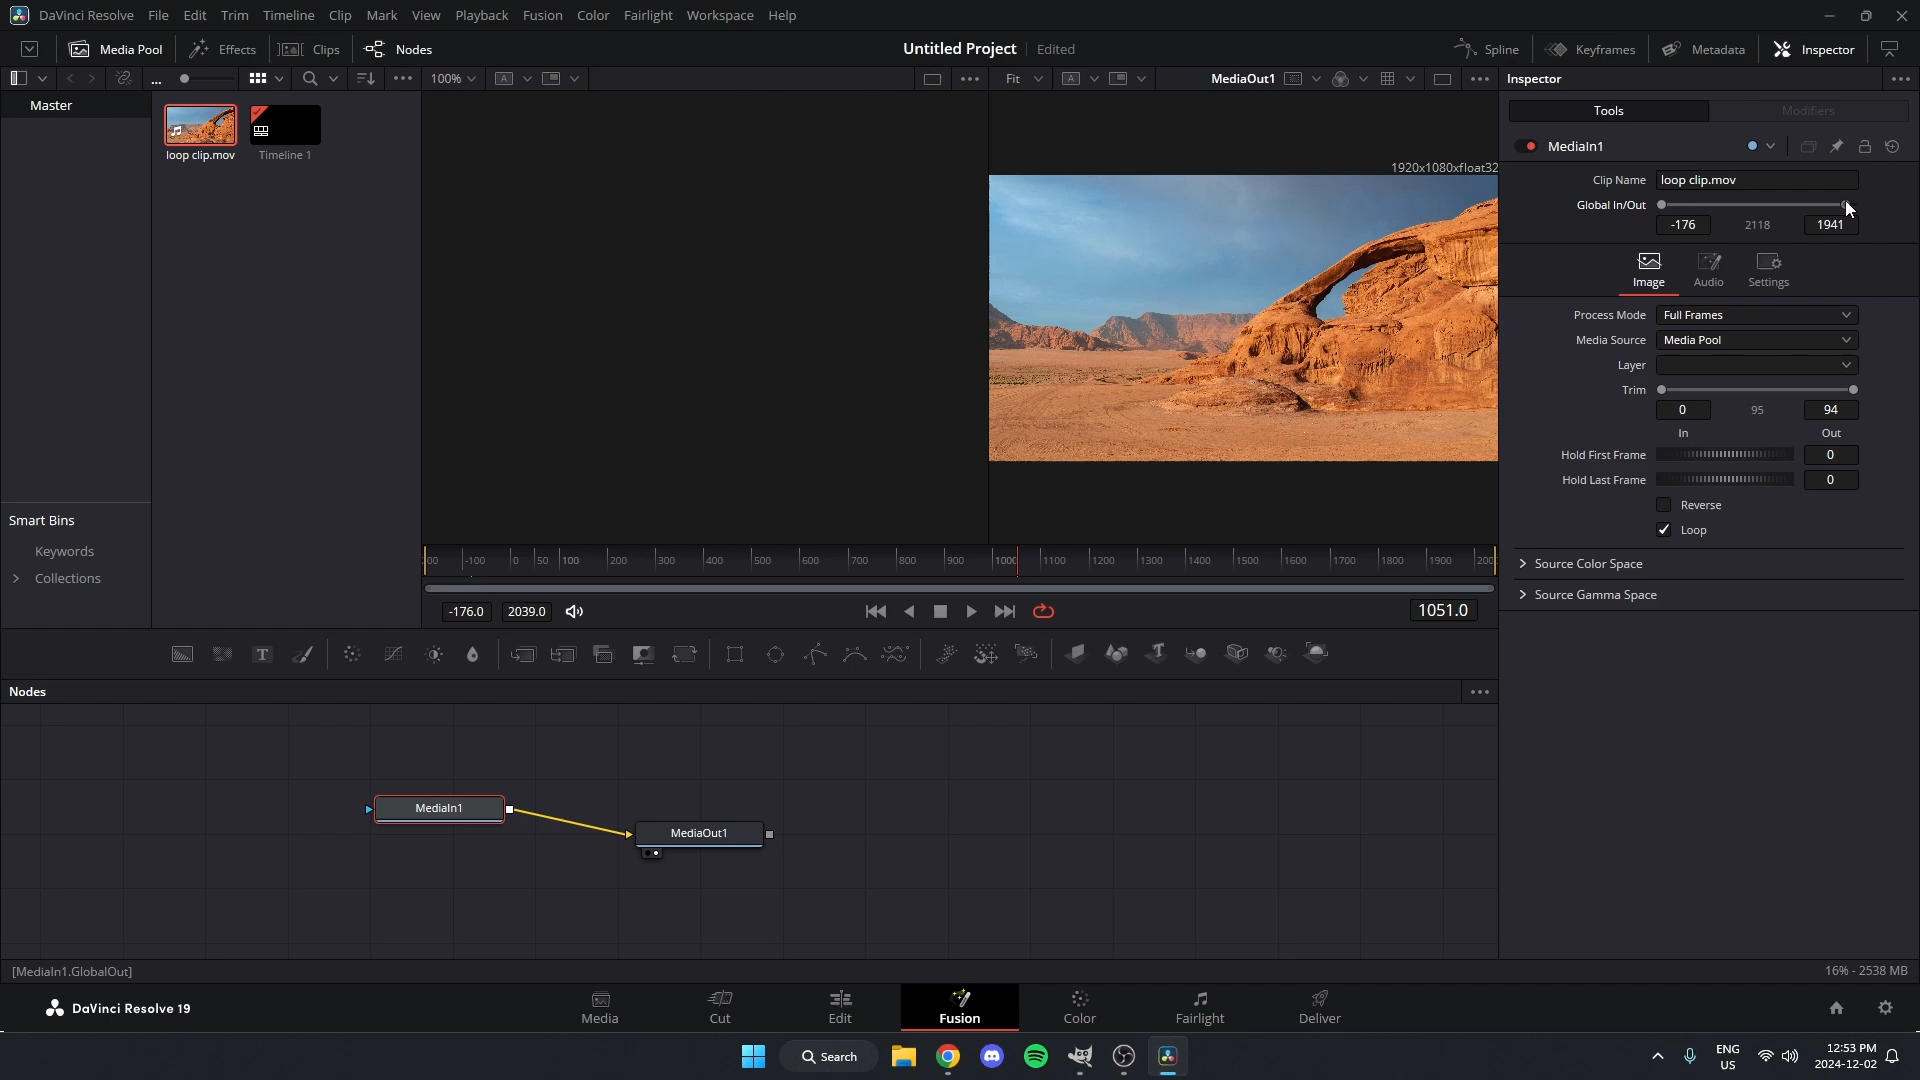 DaVinci Resolve File Edit Trim Timeline Clip Mark View Playback Fusion Color Fairlight Workspace Help
Media Pool Effects Clips Nodes Untitled Project Edited Spline Keyframes Metadata Inspector
... 100% Fit MediaOut1 Inspector
Master
loop clip.mov Timeline 1
Smart Bins
Keywords
Collections
1920x1080xfloat32
Tools Modifiers
MediaIn1
Clip Name loop clip.mov
Global In/Out
-176 2118 1941
Image Audio Settings
Process Mode Full Frames
Media Source Media Pool
Layer
Trim
0 95 94
In Out
Hold First Frame 0
Hold Last Frame 0
Reverse
Loop
Source Color Space
Source Gamma Space
-100 0 50 100 200 300 400 500 600 700 800 900 1000 1100 1200 1300 1400 1500 1600 1700 1800 1900
-176.0 2039.0 1051.0
T
Nodes
MediaIn1
MediaOut1
[MediaIn1.GlobalOut] 16% - 2538 MB
DaVinci Resolve 19
Media Cut Edit Fusion Color Fairlight Deliver
Search
ENG
US
12:53 PM
2024-12-02